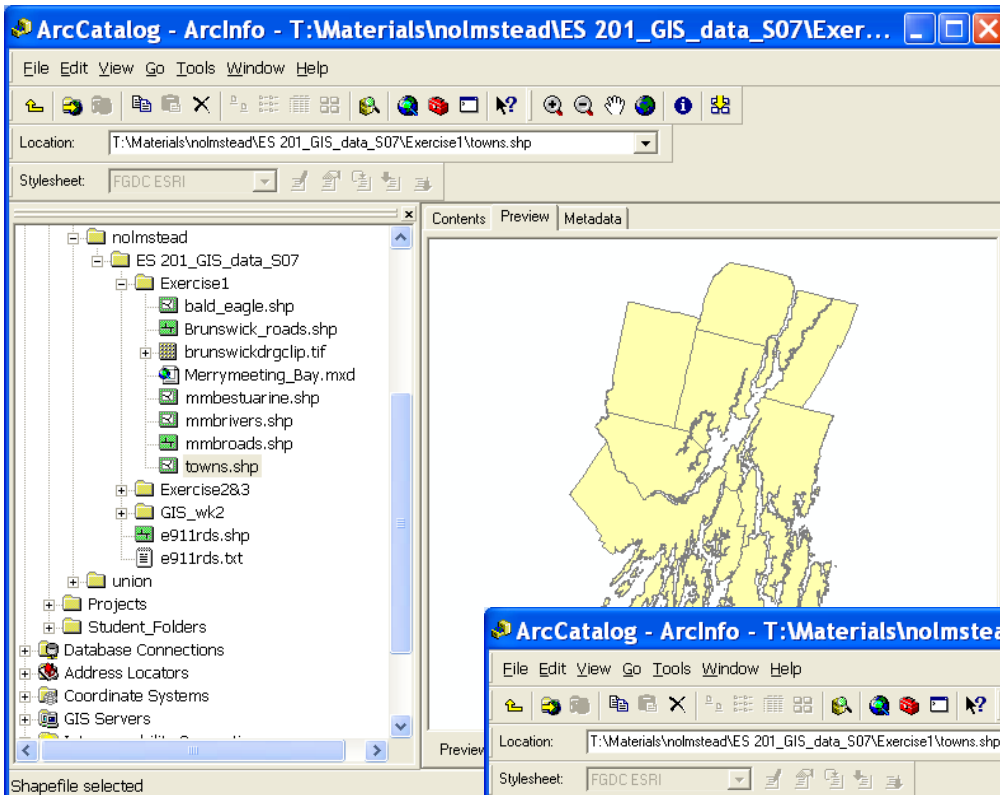 ArcCatalog - ArcInfo - T:\Materials\nolmstead\ES 201_GIS_data_S07\Exer...
File Edit View Go Tools Window Help
Location: T:\Materials\nolmstead\ES 201_GIS_data_S07\Exercise1\towns.shp
Stylesheet: FGDC ESRI
Contents Preview Metadata
nolmstead
ES 201_GIS_data_S07
Exercise1
bald_eagle.shp
Brunswick_roads.shp
brunswickdrgclip.tif
Merrymeeting_Bay.mxd
mmbestuarine.shp
mmbrivers.shp
mmbroads.shp
towns.shp
Exercise2&3
GIS_wk2
e911rds.shp
e911rds.txt
union
Projects
Student_Folders
Database Connections
Address Locators
Coordinate Systems
GIS Servers
Preview
Shapefile selected
ArcCatalog - ArcInfo - T:\Materials\nolmstea
File Edit View Go Tools Window Help
Location: T:\Materials\nolmstead\ES 201_GIS_data_S07\Exercise1\towns.shp
Stylesheet: FGDC ESRI